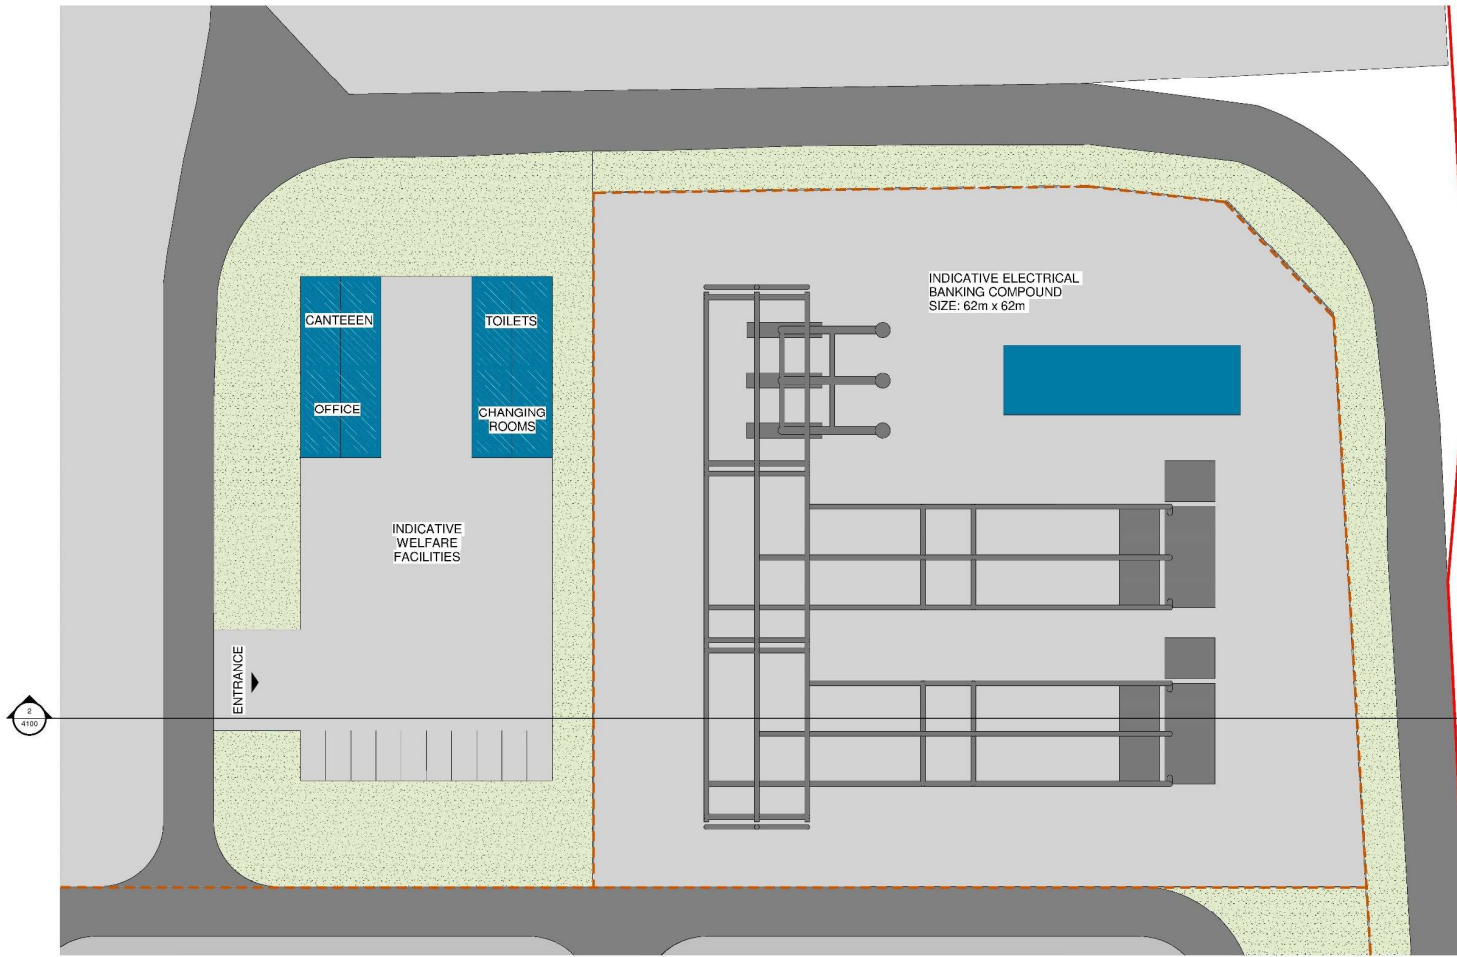 INDICATIVE ELECTRICAL
BANKING COMPOUND
SIZE: 62m x 62m
CANTEEEN
TOILETS
OFFICE
CHANGING
ROOMS
INDICATIVE
WELFARE
FACILITIES
ENTRANCE
2
4100